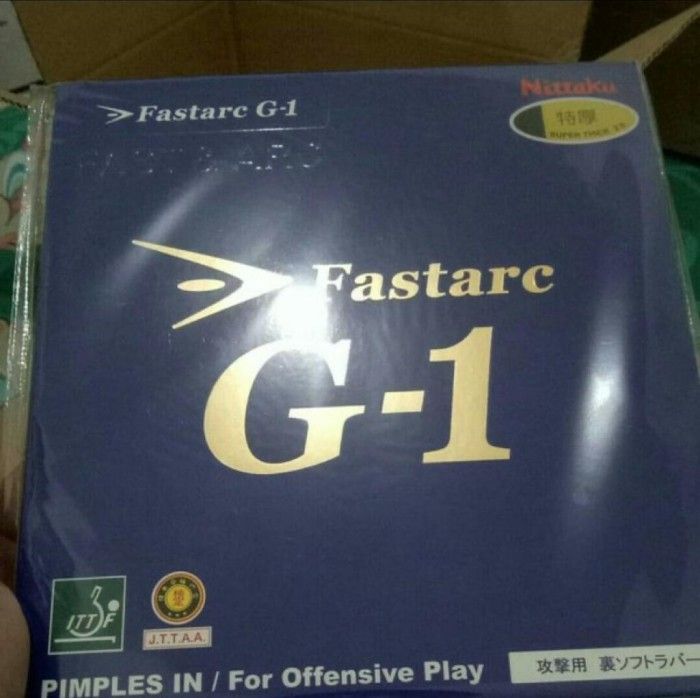 Fastarc G-1
Nittaku
特厚
Fastarc
G-1
ITTF
J.T.T.A.A.
PIMPLES IN / For Offensive Play
攻撃用 裏ソフトラバー